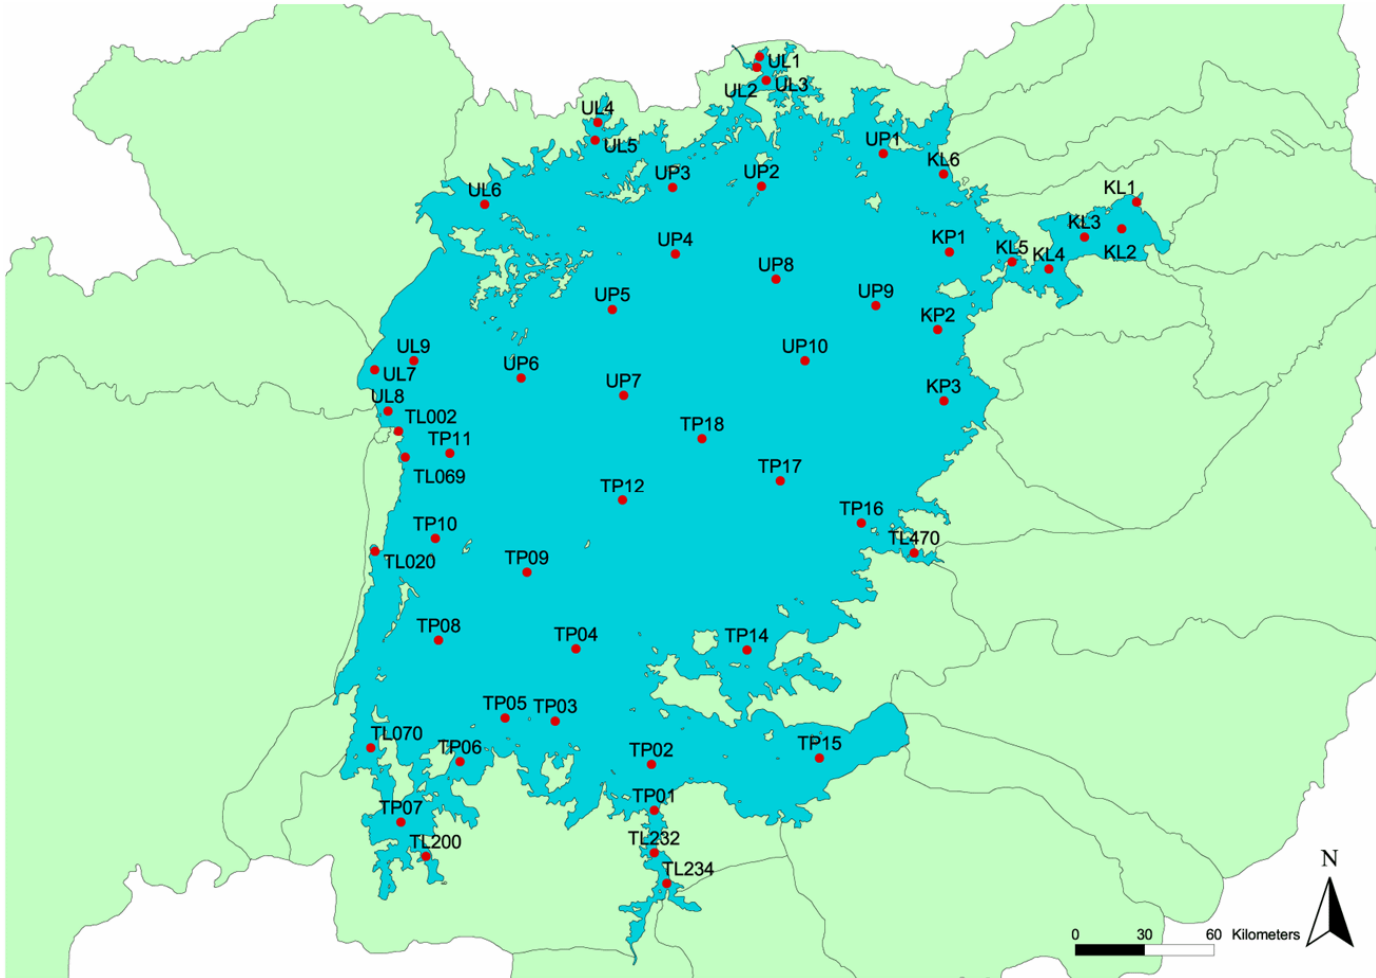 UL1
UL2
UL3
UL4
UL5
UP1
KL6
UP3
UP2
UL6
KL1
KL3
KL2
UP4
KP1
KL5
KL4
UP8
UP5
UP9
KP2
UL9
UL7
UP6
UP10
UP7
KP3
UL8
TL002
TP18
TP11
TL069
TP17
TP12
TP16
TP10
TL470
TL020
TP09
TP08
TP04
TP14
TP05
TP03
TL070
TP06
TP02
TP15
TP01
TP07
TL200
TL232
TL234
N
0 30 60 Kilometers